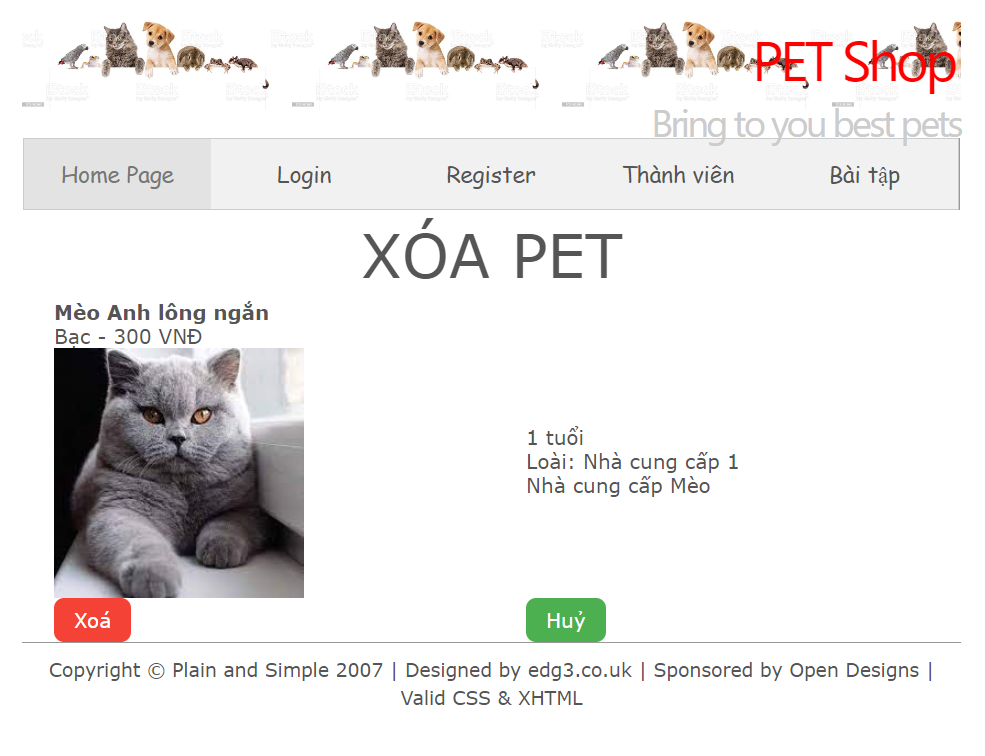 PET Shop
Bring to you best pets
Home Page
Login
Register
Thành viên
Bài tập
XÓA PET
Mèo Anh lông ngắn
Bạc - 300 VNĐ
1 tuổi
Loài: Nhà cung cấp 1
Nhà cung cấp Mèo
Xoá
Huỷ
Copyright © Plain and Simple 2007 | Designed by edg3.co.uk | Sponsored by Open Designs |
Valid CSS & XHTML